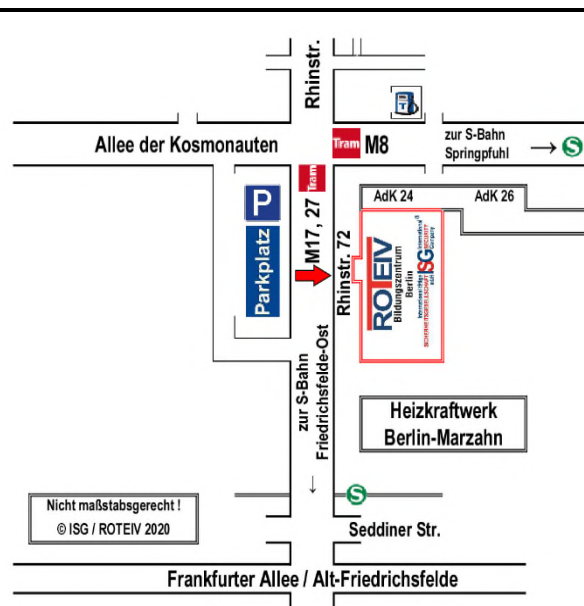 Rhinstr.
Allee der Kosmonauten
Tram M8
zur S-Bahn
Springpfuhl → S
Tram
M17, 27
P
Parkplatz
Rhinstr. 72
AdK 24
AdK 26
ROTEIV
Bildungszentrum
Berlin
ISG
SICHERHEITSGESELLSCHAFT
zur S-Bahn
Friedrichsfelde-Ost
←
Heizkraftwerk
Berlin-Marzahn
S
Nicht maßstabsgerecht !
© ISG / ROTEIV 2020
Seddiner Str.
Frankfurter Allee / Alt-Friedrichsfelde